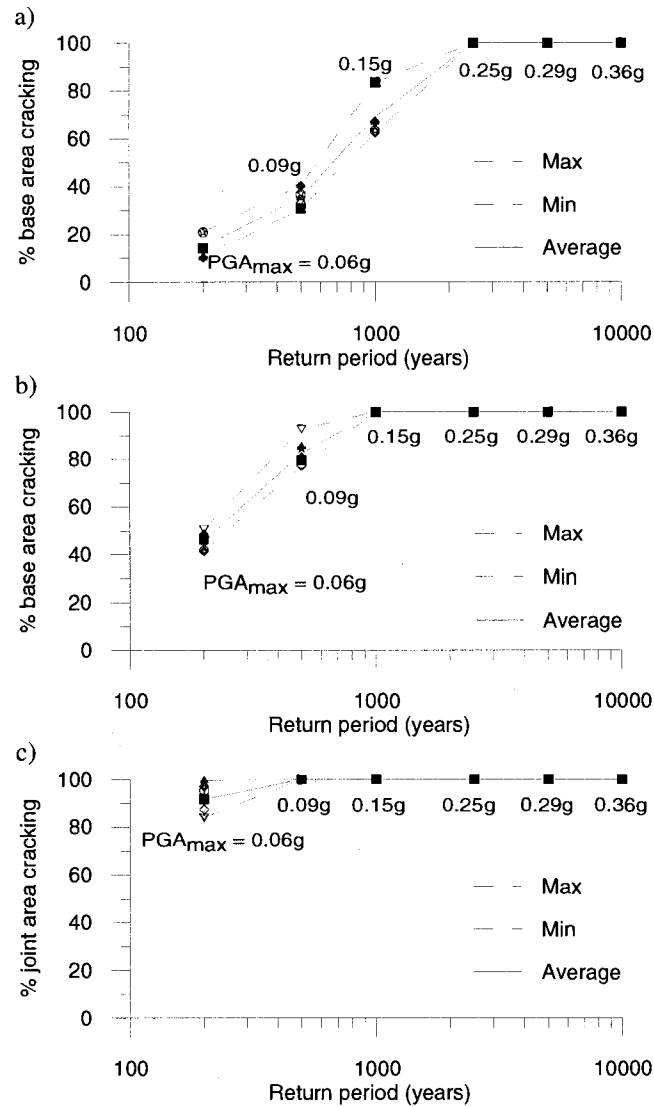 a)
100
80
60
40
20
0
% base area cracking
0.15g
0.09g
PGAmax = 0.06g
0.25g 0.29g 0.36g
Max
Min
Average
100 1000 10000
Return period (years)
b)
100
80
60
40
20
0
% base area cracking
0.15g 0.25g 0.29g 0.36g
0.09g
PGAmax = 0.06g
Max
Min
Average
100 1000 10000
Return period (years)
c)
100
80
60
40
20
0
% joint area cracking
0.09g 0.15g 0.25g 0.29g 0.36g
PGAmax = 0.06g
Max
Min
Average
100 1000 10000
Return period (years)